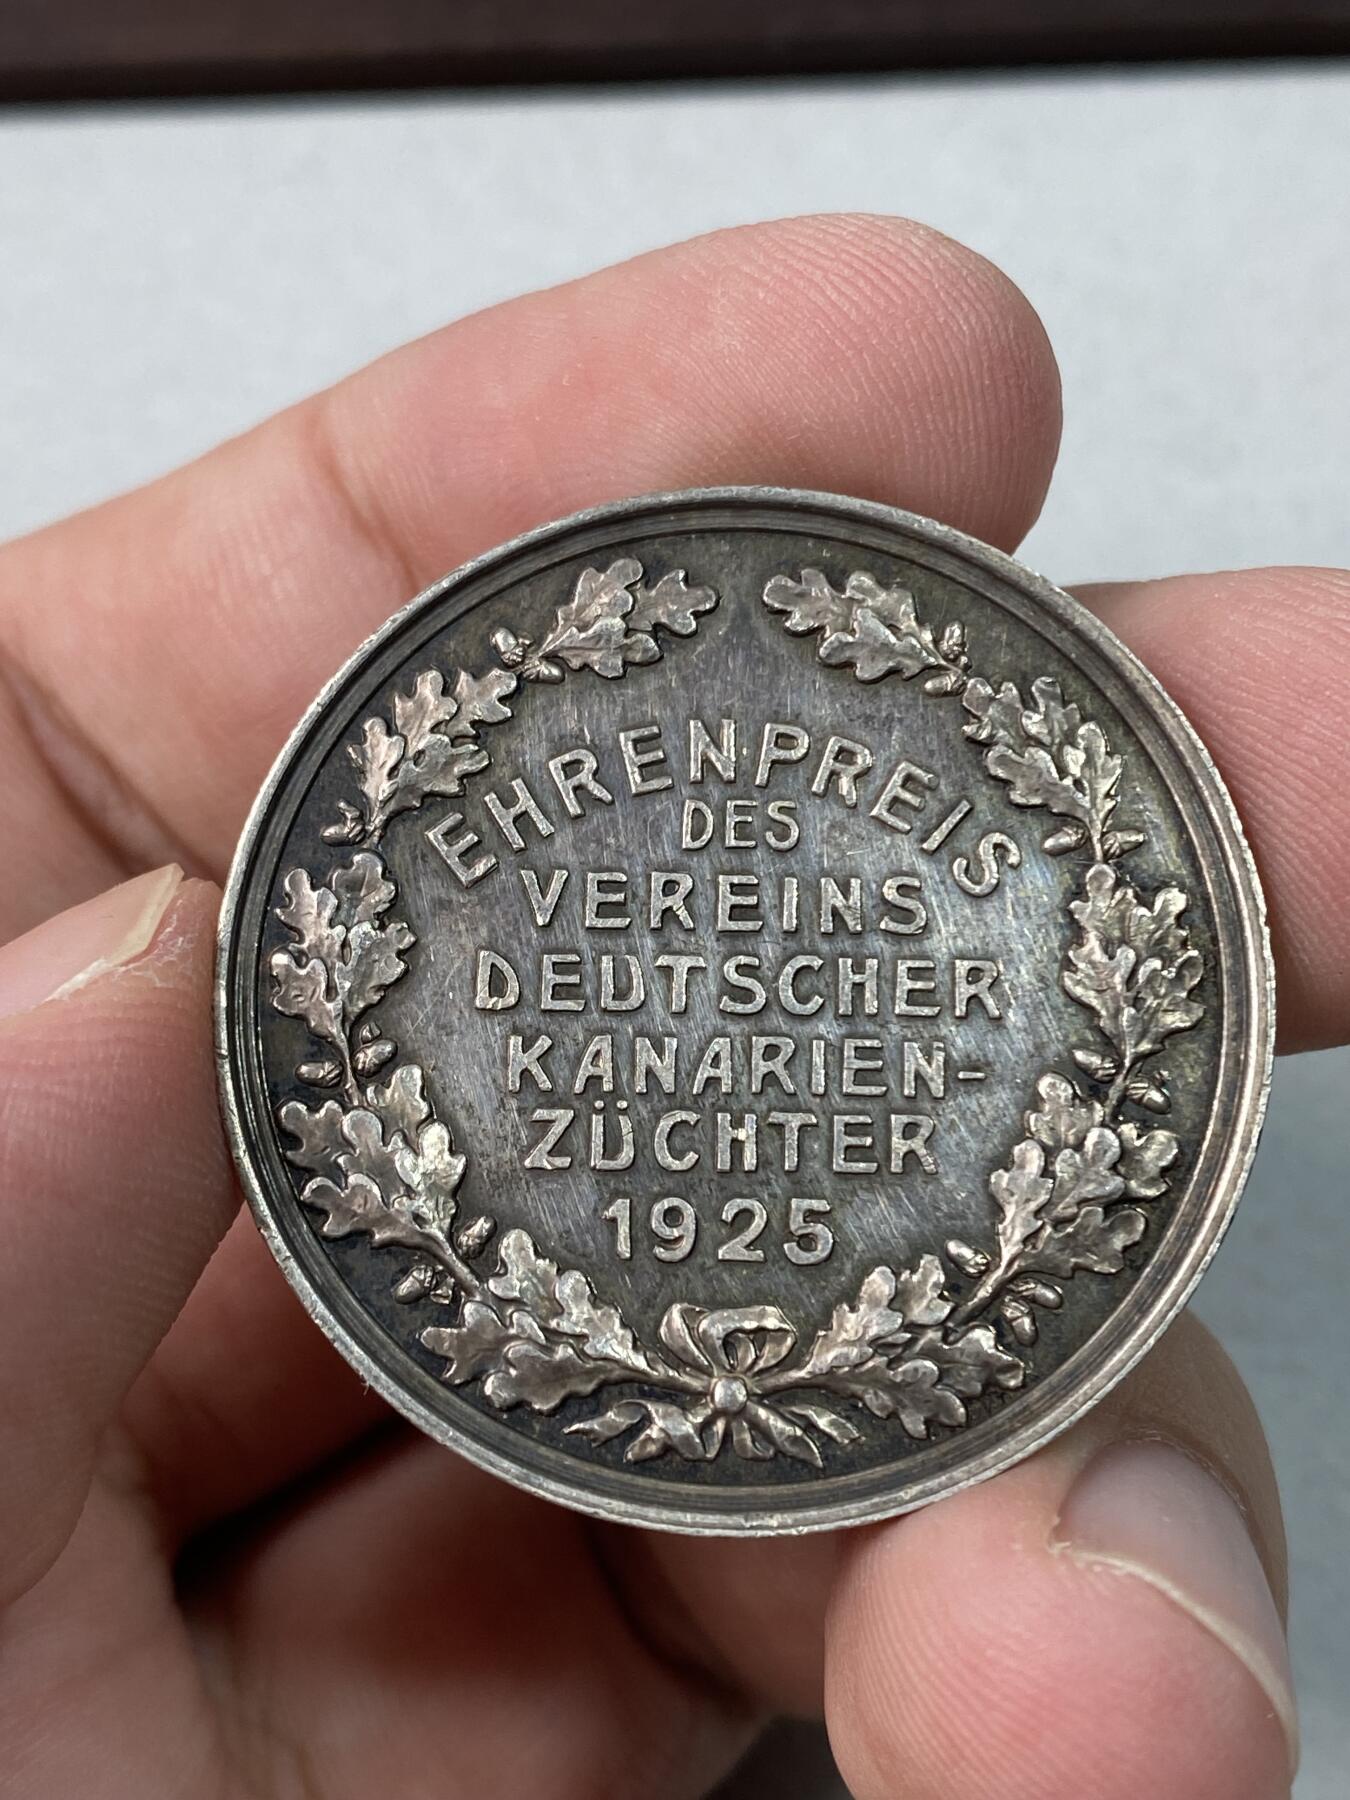 EHRENPREIS
DES
VEREINS
DEUTSCHER
KANARIEN-
ZÜCHTER
1925